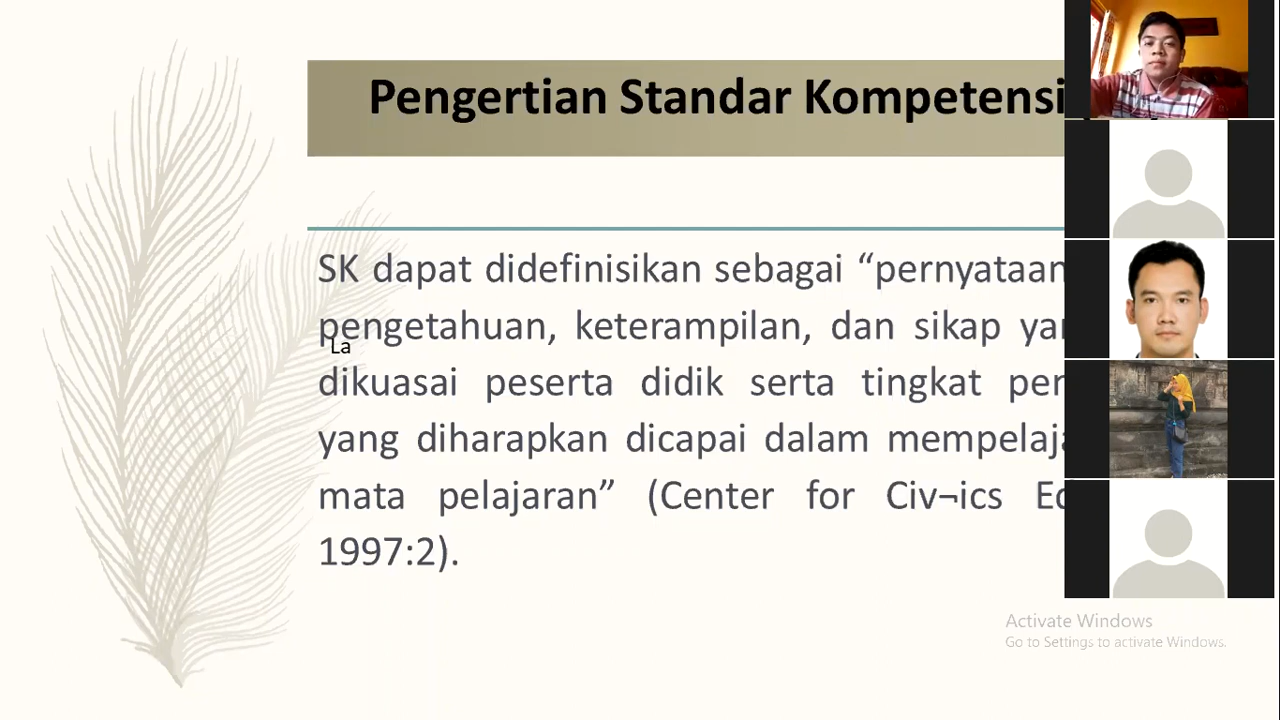 Pengertian Standar Kompetensi
SK dapat didefinisikan sebagai “pernyataan
pengetahuan, keterampilan, dan sikap
La
dikuasai peserta didik serta tingkat
yang diharapkan dicapai dalam
mata pelajaran” (Center for Civ¬ics
1997:2).
Activate Windows
Go to Settings to activate Windows.